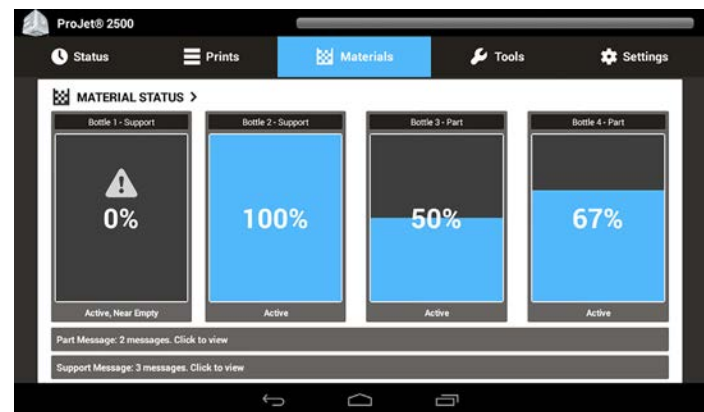 ProJet® 2500
Status
Prints
Materials
Tools
Settings
MATERIAL STATUS >
Bottle 1 - Support
Bottle 2 - Support
Bottle 3 - Part
Bottle 4 - Part
0%
100%
50%
67%
Active, Near Empty
Active
Active
Active
Part Message: 2 messages. Click to view
Support Message: 3 messages. Click to view